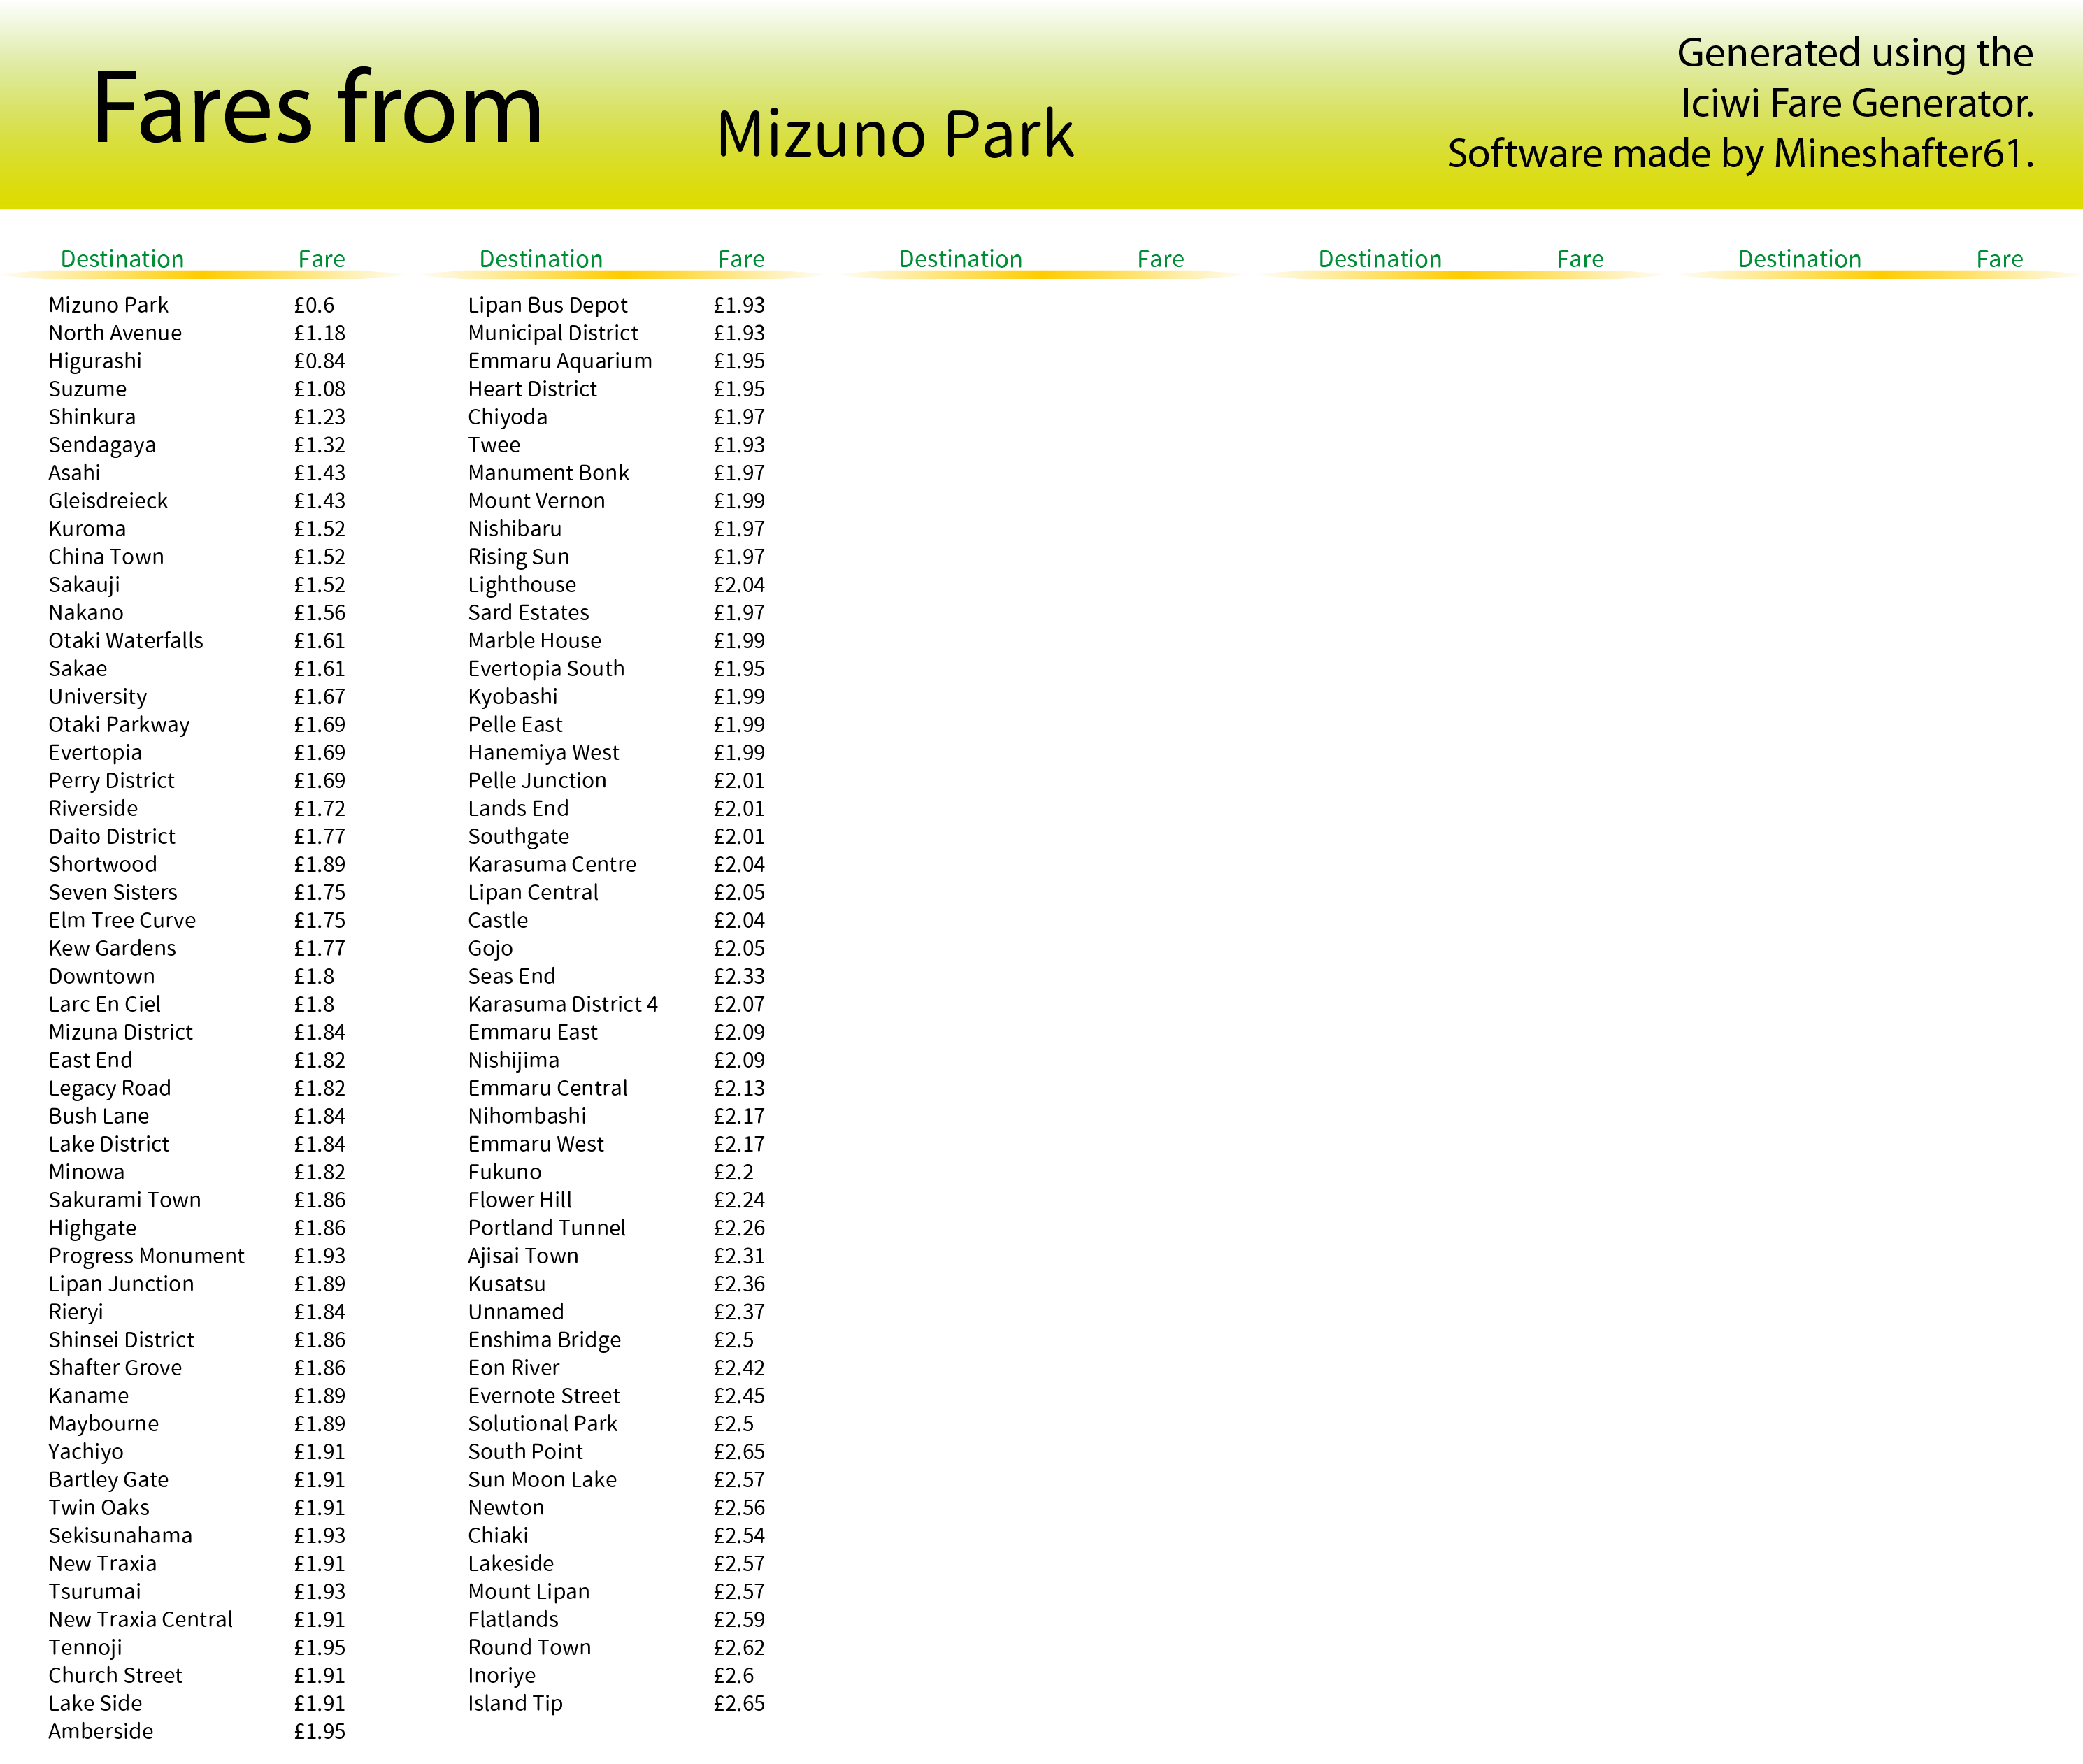 Fares from
Mizuno Park
Generated using the
Iciwi Fare Generator.
Software made by Mineshafter61.
Destination Fare
Mizuno Park £0.6
North Avenue £1.18
Higurashi £0.84
Suzume £1.08
Shinkura £1.23
Sendagaya £1.32
Asahi £1.43
Gleisdreieck £1.43
Kuroma £1.52
China Town £1.52
Sakauji £1.52
Nakano £1.56
Otaki Waterfalls £1.61
Sakae £1.61
University £1.67
Otaki Parkway £1.69
Evertopia £1.69
Perry District £1.69
Riverside £1.72
Daito District £1.77
Shortwood £1.89
Seven Sisters £1.75
Elm Tree Curve £1.75
Kew Gardens £1.77
Downtown £1.8
Larc En Ciel £1.8
Mizuna District £1.84
East End £1.82
Legacy Road £1.82
Bush Lane £1.84
Lake District £1.84
Minowa £1.82
Sakurami Town £1.86
Highgate £1.86
Progress Monument £1.93
Lipan Junction £1.89
Rieryi £1.84
Shinsei District £1.86
Shafter Grove £1.86
Kaname £1.89
Maybourne £1.89
Yachiyo £1.91
Bartley Gate £1.91
Twin Oaks £1.91
Sekisunahama £1.93
New Traxia £1.91
Tsurumai £1.93
New Traxia Central £1.91
Tennoji £1.95
Church Street £1.91
Lake Side £1.91
Amberside £1.95
Destination Fare
Lipan Bus Depot £1.93
Municipal District £1.93
Emmaru Aquarium £1.95
Heart District £1.95
Chiyoda £1.97
Twee £1.93
Manument Bonk £1.97
Mount Vernon £1.99
Nishibaru £1.97
Rising Sun £1.97
Lighthouse £2.04
Sard Estates £1.97
Marble House £1.99
Evertopia South £1.95
Kyobashi £1.99
Pelle East £1.99
Hanemiya West £1.99
Pelle Junction £2.01
Lands End £2.01
Southgate £2.01
Karasuma Centre £2.04
Lipan Central £2.05
Castle £2.04
Gojo £2.05
Seas End £2.33
Karasuma District 4 £2.07
Emmaru East £2.09
Nishijima £2.09
Emmaru Central £2.13
Nihombashi £2.17
Emmaru West £2.17
Fukuno £2.2
Flower Hill £2.24
Portland Tunnel £2.26
Ajisai Town £2.31
Kusatsu £2.36
Unnamed £2.37
Enshima Bridge £2.5
Eon River £2.42
Evernote Street £2.45
Solutional Park £2.5
South Point £2.65
Sun Moon Lake £2.57
Newton £2.56
Chiaki £2.54
Lakeside £2.57
Mount Lipan £2.57
Flatlands £2.59
Round Town £2.62
Inoriye £2.6
Island Tip £2.65
Destination Fare
Destination Fare
Destination Fare